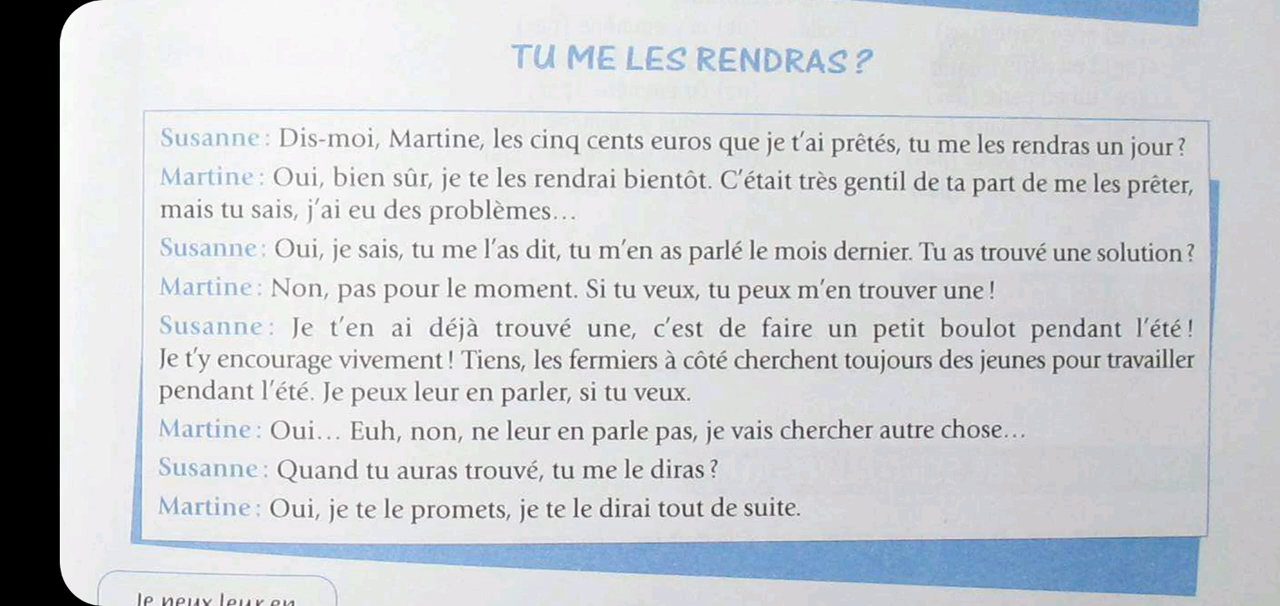 TU ME LES RENDRAS ?
Susanne : Dis-moi, Martine, les cinq cents euros que je t'ai prêtés, tu me les rendras un jour ?
Martine : Oui, bien sûr, je te les rendrai bientôt. C'était très gentil de ta part de me les prêter,
mais tu sais, j'ai eu des problèmes…
Susanne : Oui, je sais, tu me l'as dit, tu m'en as parlé le mois dernier. Tu as trouvé une solution ?
Martine : Non, pas pour le moment. Si tu veux, tu peux m'en trouver une !
Susanne : Je t'en ai déjà trouvé une, c'est de faire un petit boulot pendant l'été !
Je t'y encourage vivement ! Tiens, les fermiers à côté cherchent toujours des jeunes pour travailler
pendant l'été. Je peux leur en parler, si tu veux.
Martine : Oui… Euh, non, ne leur en parle pas, je vais chercher autre chose…
Susanne : Quand tu auras trouvé, tu me le diras ?
Martine : Oui, je te le promets, je te le dirai tout de suite.
Je peux leur en